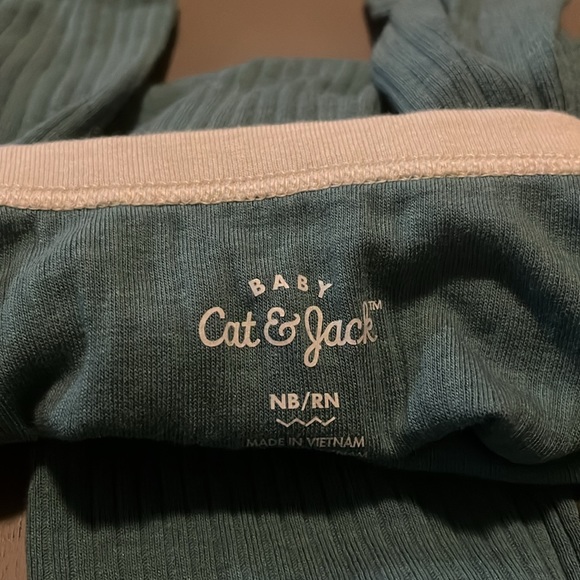 BABY
Cat & Jack™
NB/RN
MADE IN VIETNAM